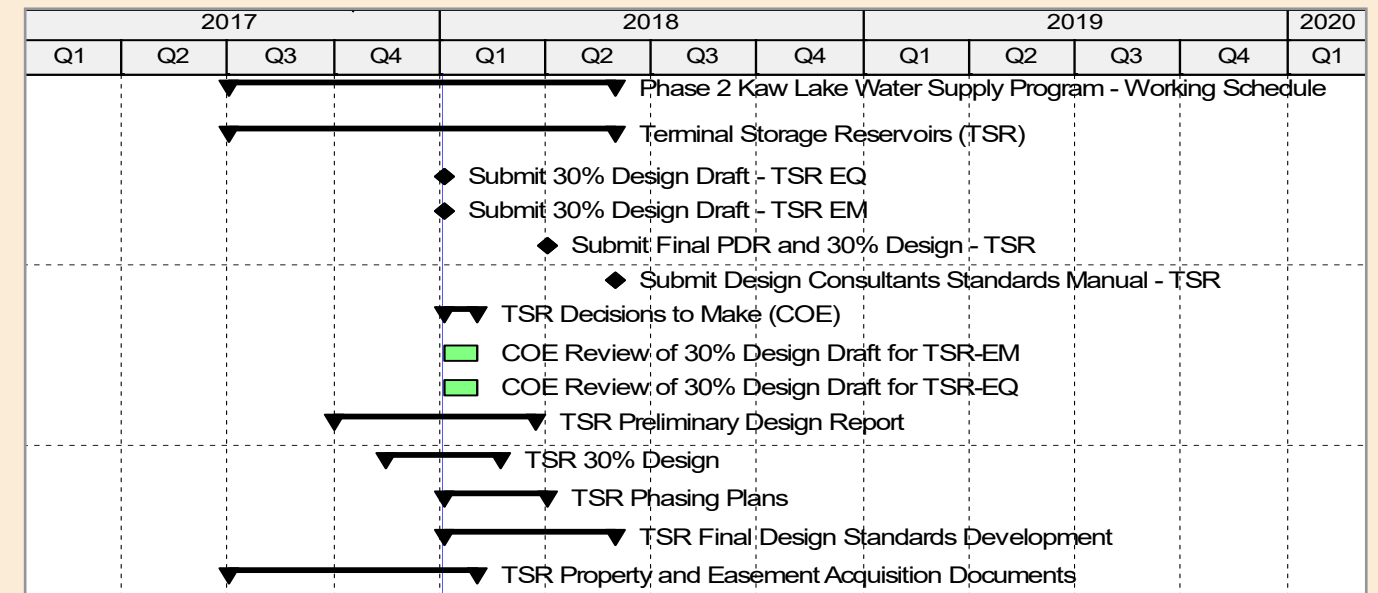 2017 2018 2019 2020
Q1 Q2 Q3 Q4 Q1 Q2 Q3 Q4 Q1 Q2 Q3 Q4 Q1
Phase 2 Kaw Lake Water Supply Program - Working Schedule
Terminal Storage Reservoirs (TSR)
Submit 30% Design Draft - TSR EQ
Submit 30% Design Draft - TSR EM
Submit Final PDR and 30% Design - TSR
Submit Design Consultants Standards Manual - TSR
TSR Decisions to Make (COE)
COE Review of 30% Design Draft for TSR-EM
COE Review of 30% Design Draft for TSR-EQ
TSR Preliminary Design Report
TSR 30% Design
TSR Phasing Plans
TSR Final Design Standards Development
TSR Property and Easement Acquisition Documents